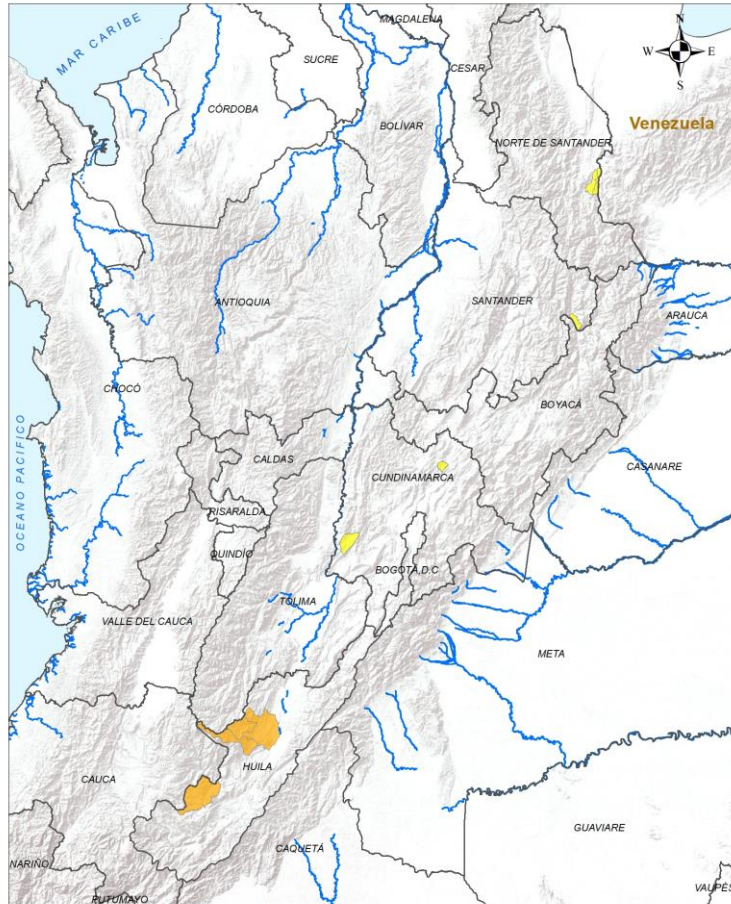 MAGDALENA
N
MAR CARIBE
SUCRE
CESAR
W
E
S
CÓRDOBA
BOLÍVAR
Venezuela
NORTE DE SANTANDER
ANTIOQUIA
SANTANDER
ARAUCA
CHOCÓ
BOYACÁ
OCEANO PACIFICO
CALDAS
CUNDINAMARCA
CASANARE
RISARALDA
QUINDÍO
BOGOTÁ,D.C
TOLIMA
VALLE DEL CAUCA
META
HUILA
CAUCA
GUAVIARE
CAQUETÁ
NARIÑO
PUTUMAYO
VAUPÉS